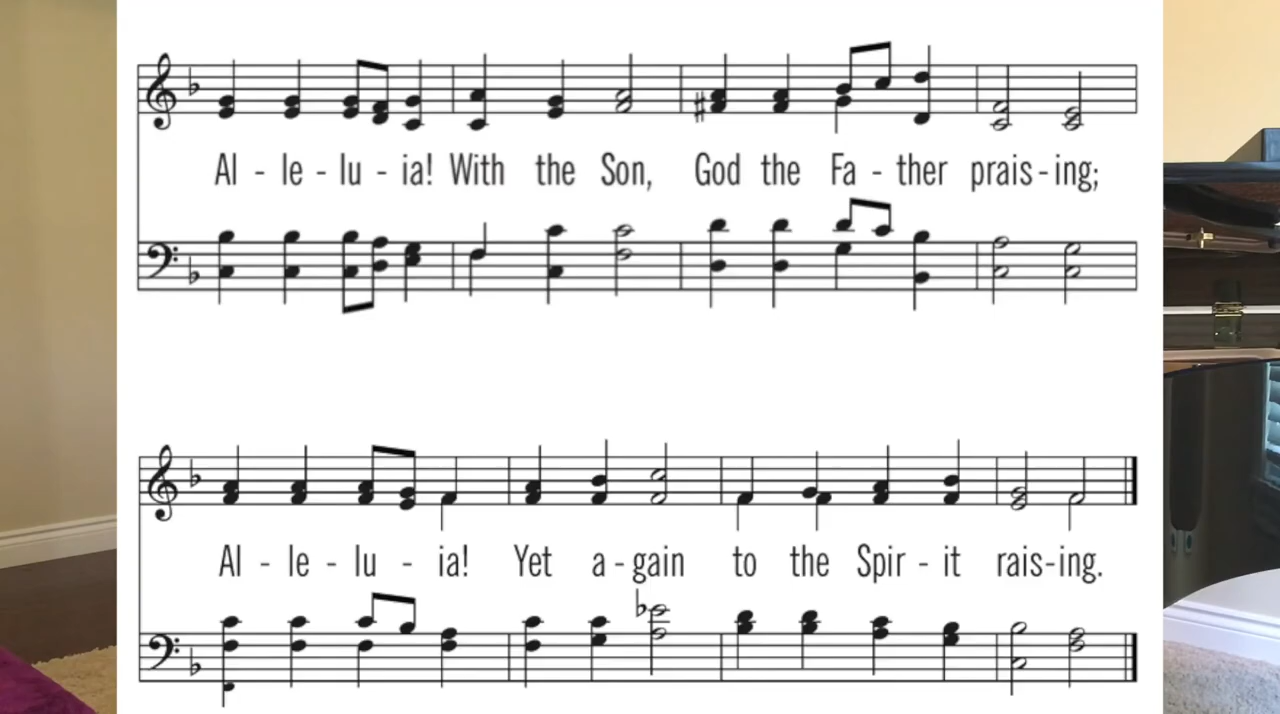 Al - le - lu - ia! With the Son, God the Fa - ther prais - ing;
Al - le - lu - ia! Yet a - gain to the Spir - it rais - ing.